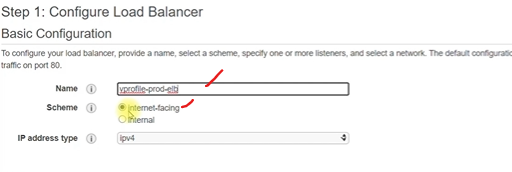 Step 1: Configure Load Balancer
Basic Configuration
To configure your load balancer, provide a name, select a scheme, specify one or more listeners, and select a network. The default configuratio
traffic on port 80.
Name i vprofile-prod-elb
Scheme i internet-facing
internal
IP address type i ipv4